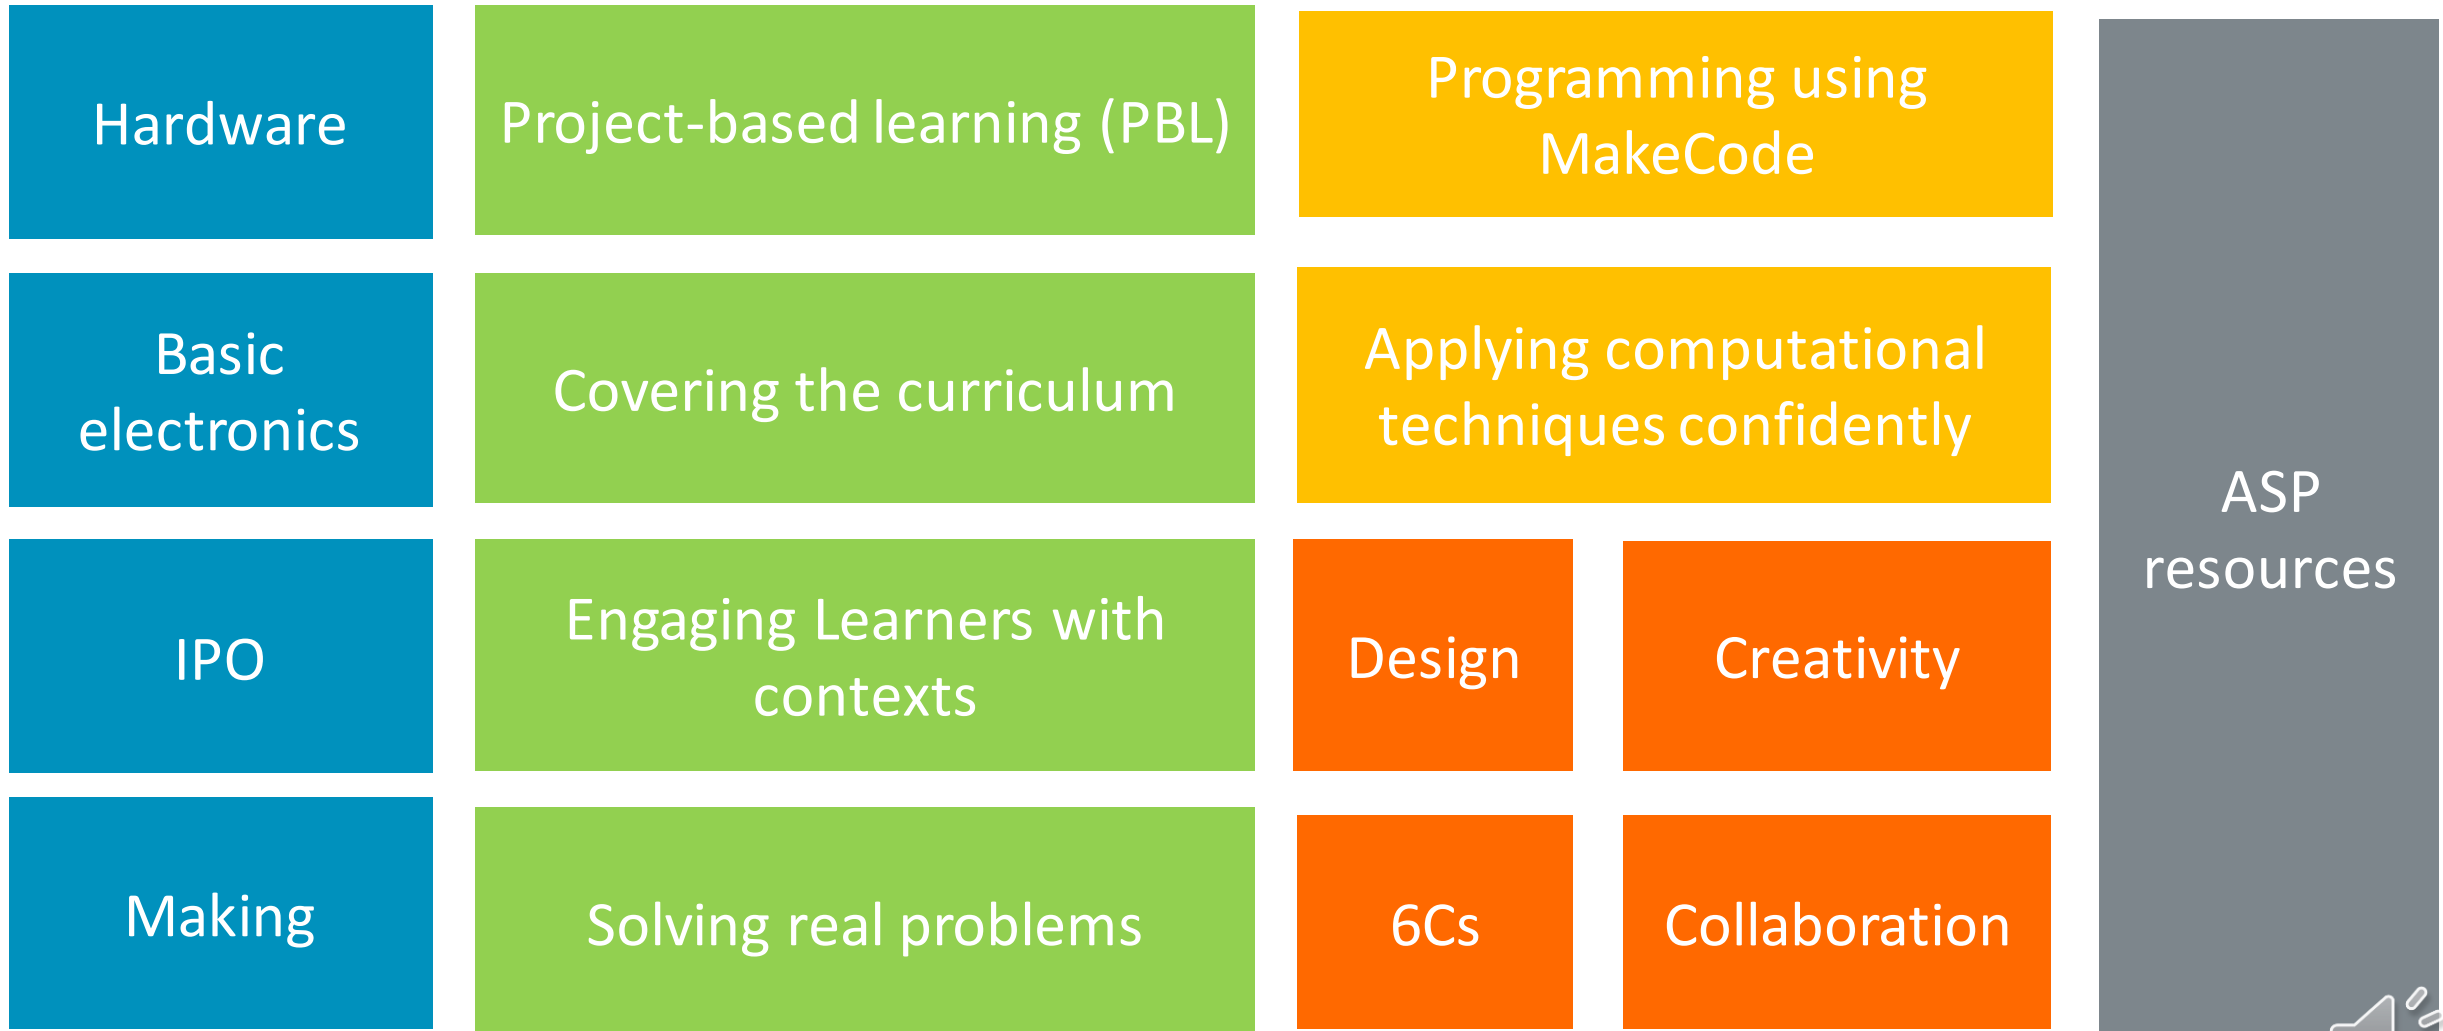 Hardware
Project-based learning (PBL)
Programming using
MakeCode
Basic
electronics
Covering the curriculum
Applying computational
techniques confidently
ASP
resources
IPO
Engaging Learners with
contexts
Design
Creativity
Making
Solving real problems
6Cs
Collaboration